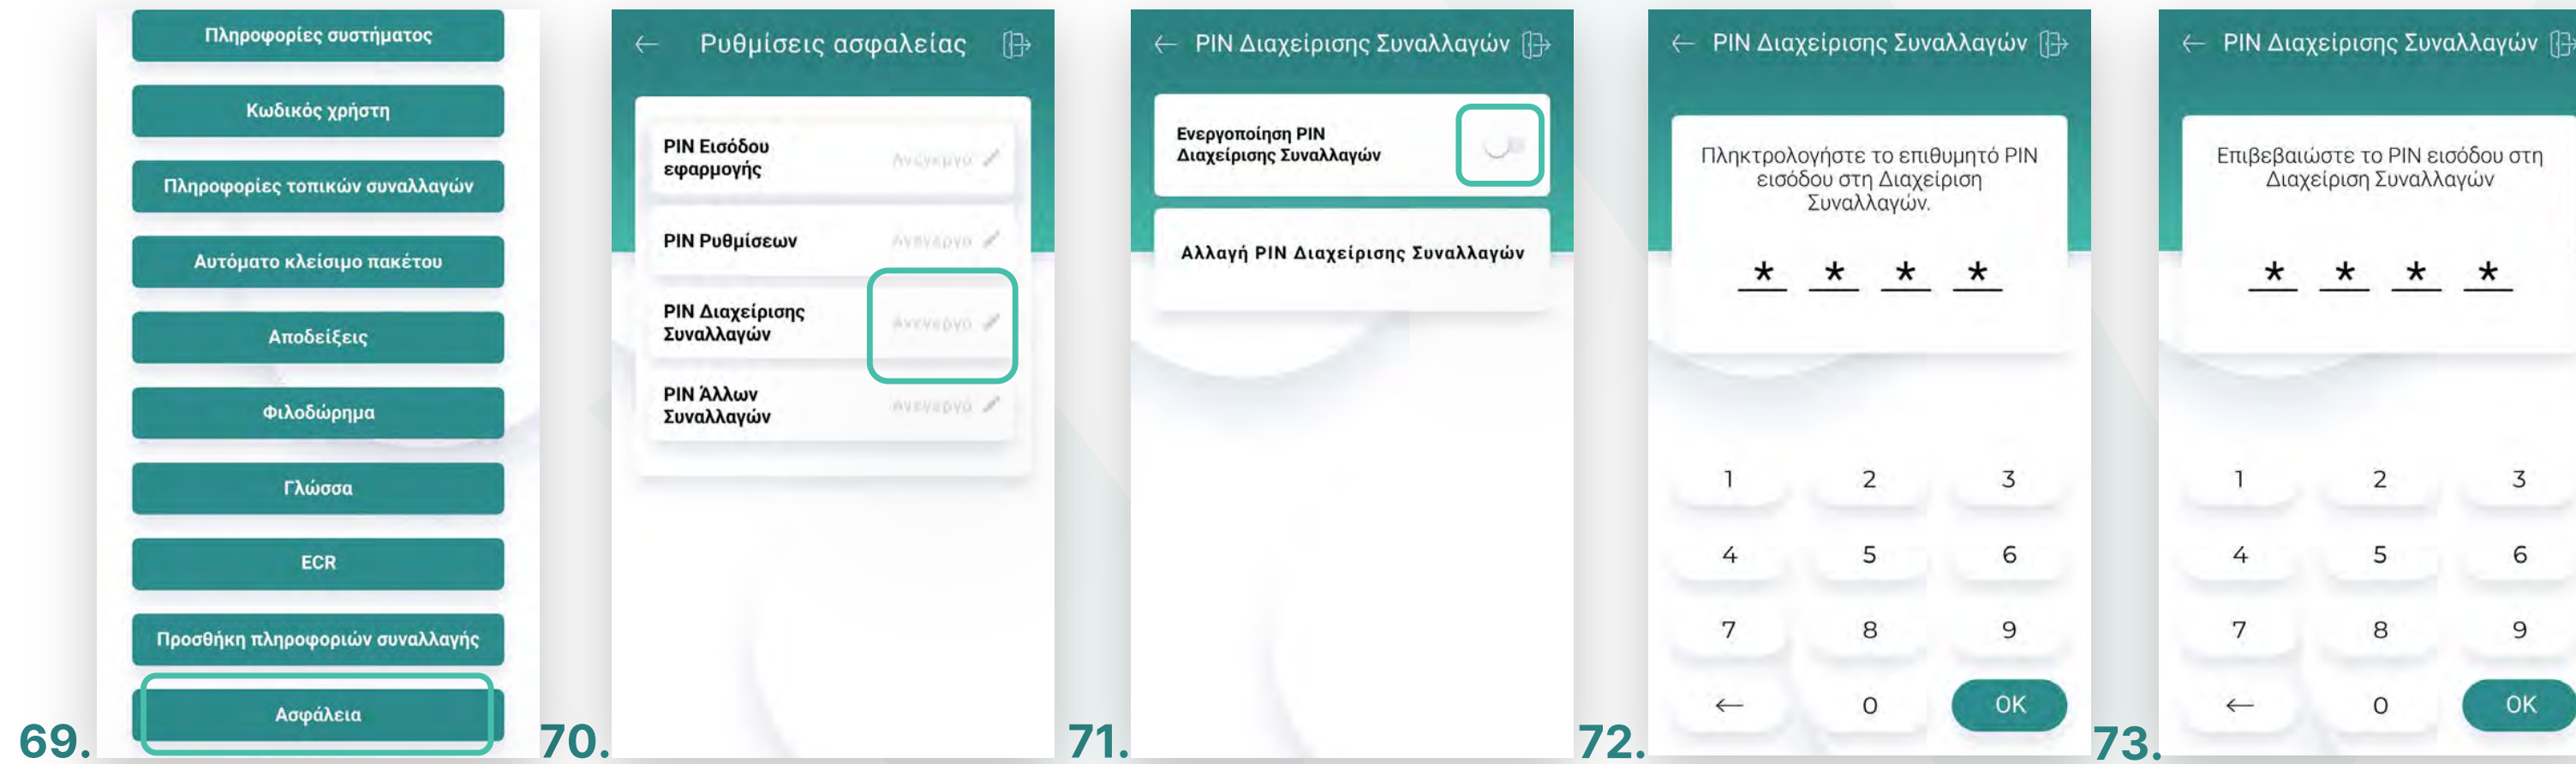 Πληροφορίες συστήματος
Κωδικός χρήστη
Πληροφορίες τοπικών συναλλαγών
Αυτόματο κλείσιμο πακέτου
Αποδείξεις
Φιλοδώρημα
Γλώσσα
ECR
Προσθήκη πληροφοριών συναλλαγής
Ασφάλεια
69.
Ρυθμίσεις ασφαλείας
PIN Εισόδου
εφαρμογής
Ανενεργό
PIN Ρυθμίσεων
Ανενεργό
PIN Διαχείρισης
Συναλλαγών
Ανενεργό
PIN Άλλων
Συναλλαγών
Ανενεργό
70.
PIN Διαχείρισης Συναλλαγών
Ενεργοποίηση PIN
Διαχείρισης Συναλλαγών
Αλλαγή PIN Διαχείρισης Συναλλαγών
71.
PIN Διαχείρισης Συναλλαγών
Πληκτρολογήστε το επιθυμητό PIN
εισόδου στη Διαχείριση
Συναλλαγών.
* * * *
1 2 3
4 5 6
7 8 9
← 0 OK
72.
PIN Διαχείρισης Συναλλαγών
Επιβεβαιώστε το PIN εισόδου στη
Διαχείριση Συναλλαγών
* * * *
1 2 3
4 5 6
7 8 9
← 0 OK
73.